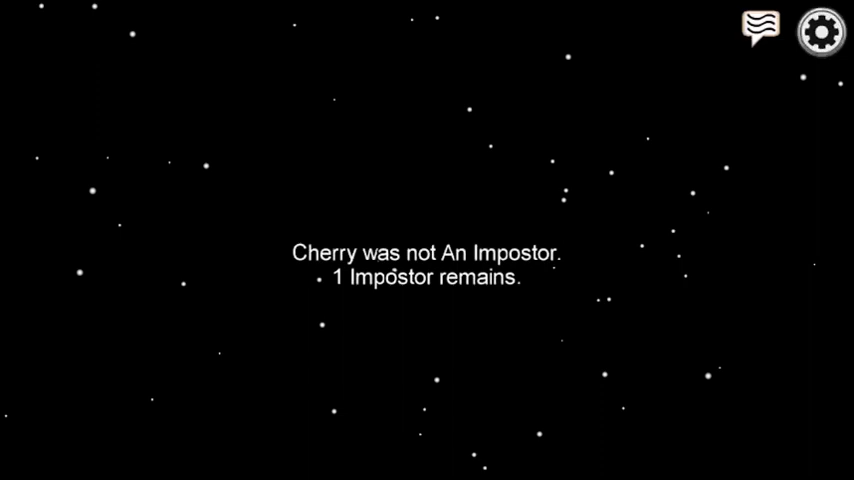 Cherry was not An Impostor.
1 Impostor remains.